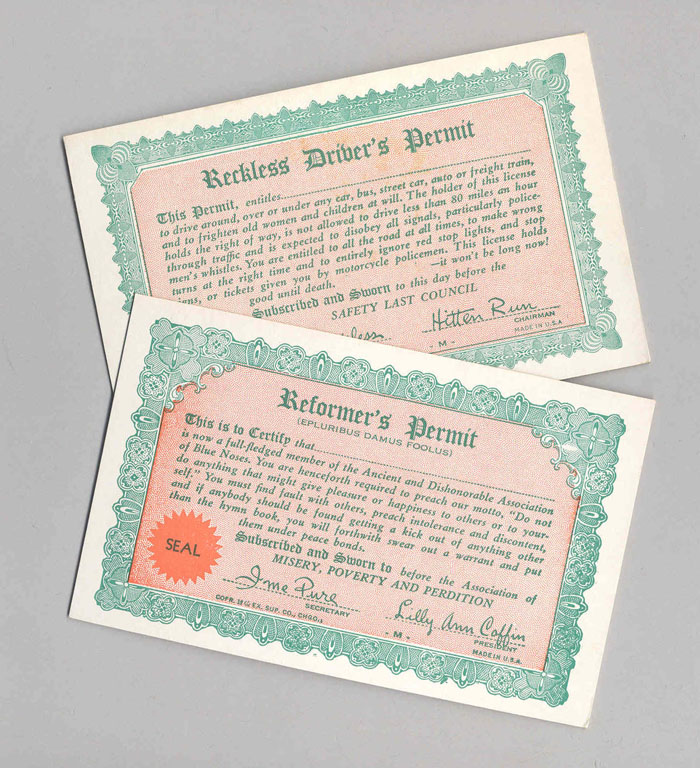 Reckless Driver's Permit
This Permit, entitles
to drive around, over or under any car, bus, street car, auto or freight train,
and to frighten old women and children at will. The holder of this license
holds the right of way, is not allowed to drive less than 80 miles an hour
through traffic and is expected to disobey all signals, particularly police-
men's whistles. You are entitled to all the road at all times, to make wrong
turns at the right time and to entirely ignore red stop lights, and stop
or tickets given you by motorcycle policemen. This license holds
good until death. —it won't be long now!
Subscribed and Sworn to this day before the
SAFETY LAST COUNCIL
Hitten Run
CHAIRMAN
- M - MADE IN U.S.A
Reformer's Permit
(EPLURIBUS DAMUS FOOLUS)
This is to Certify that
is now a full-fledged member of the Ancient and Dishonorable Association
of Blue Noses. You are henceforth required to preach our motto, "Do not
do anything that might give pleasure or happiness to others or to your-
self." You must find fault with others, preach intolerance and discontent,
and if anybody should be found getting a kick out of anything other
than the hymn book, you will forthwith swear out a warrant and put
them under peace bonds.
Subscribed and Sworn to before the Association of
MISERY, POVERTY AND PERDITION
SEAL
Ime Pure
SECRETARY
Lilly Ann Coffin
PRESIDENT
- M - MADE IN U.S.A.